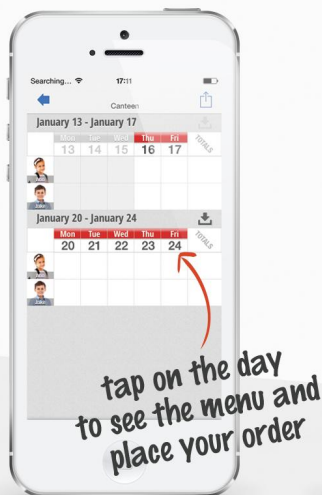 Searching... 17:11
Canteen
January 13 - January 17
Mon Tue Wed Thu Fri TOTALS
13 14 15 16 17
January 20 - January 24
Mon Tue Wed Thu Fri TOTALS
20 21 22 23 24
tap on the day
to see the menu and
place your order